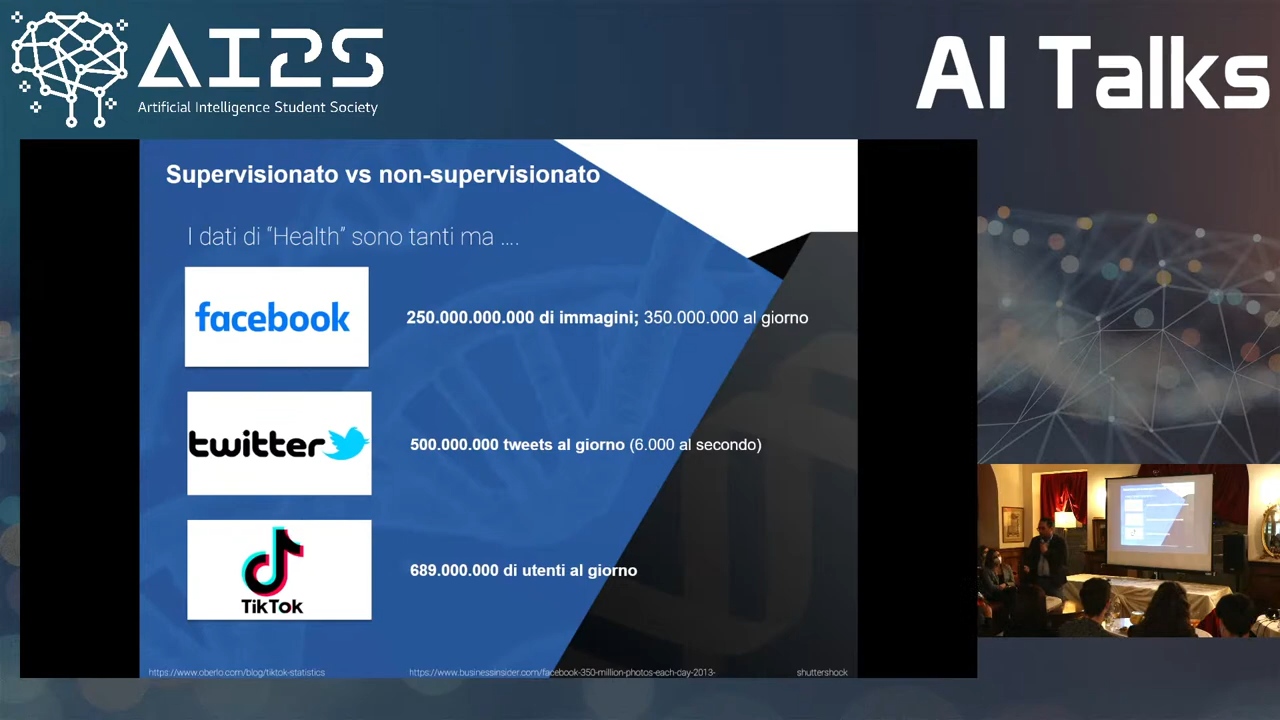 AI2S
Artificial Intelligence Student Society
AI Talks
Supervisionato vs non-supervisionato
I dati di “Health” sono tanti ma ....
facebook
250.000.000.000 di immagini; 350.000.000 al giorno
twitter
500.000.000 tweets al giorno (6.000 al secondo)
TikTok
689.000.000 di utenti al giorno
https://www.oberlo.com/blog/tiktok-statistics
https://www.businessinsider.com/facebook-350-million-photos-each-day-2013-
shuttershock